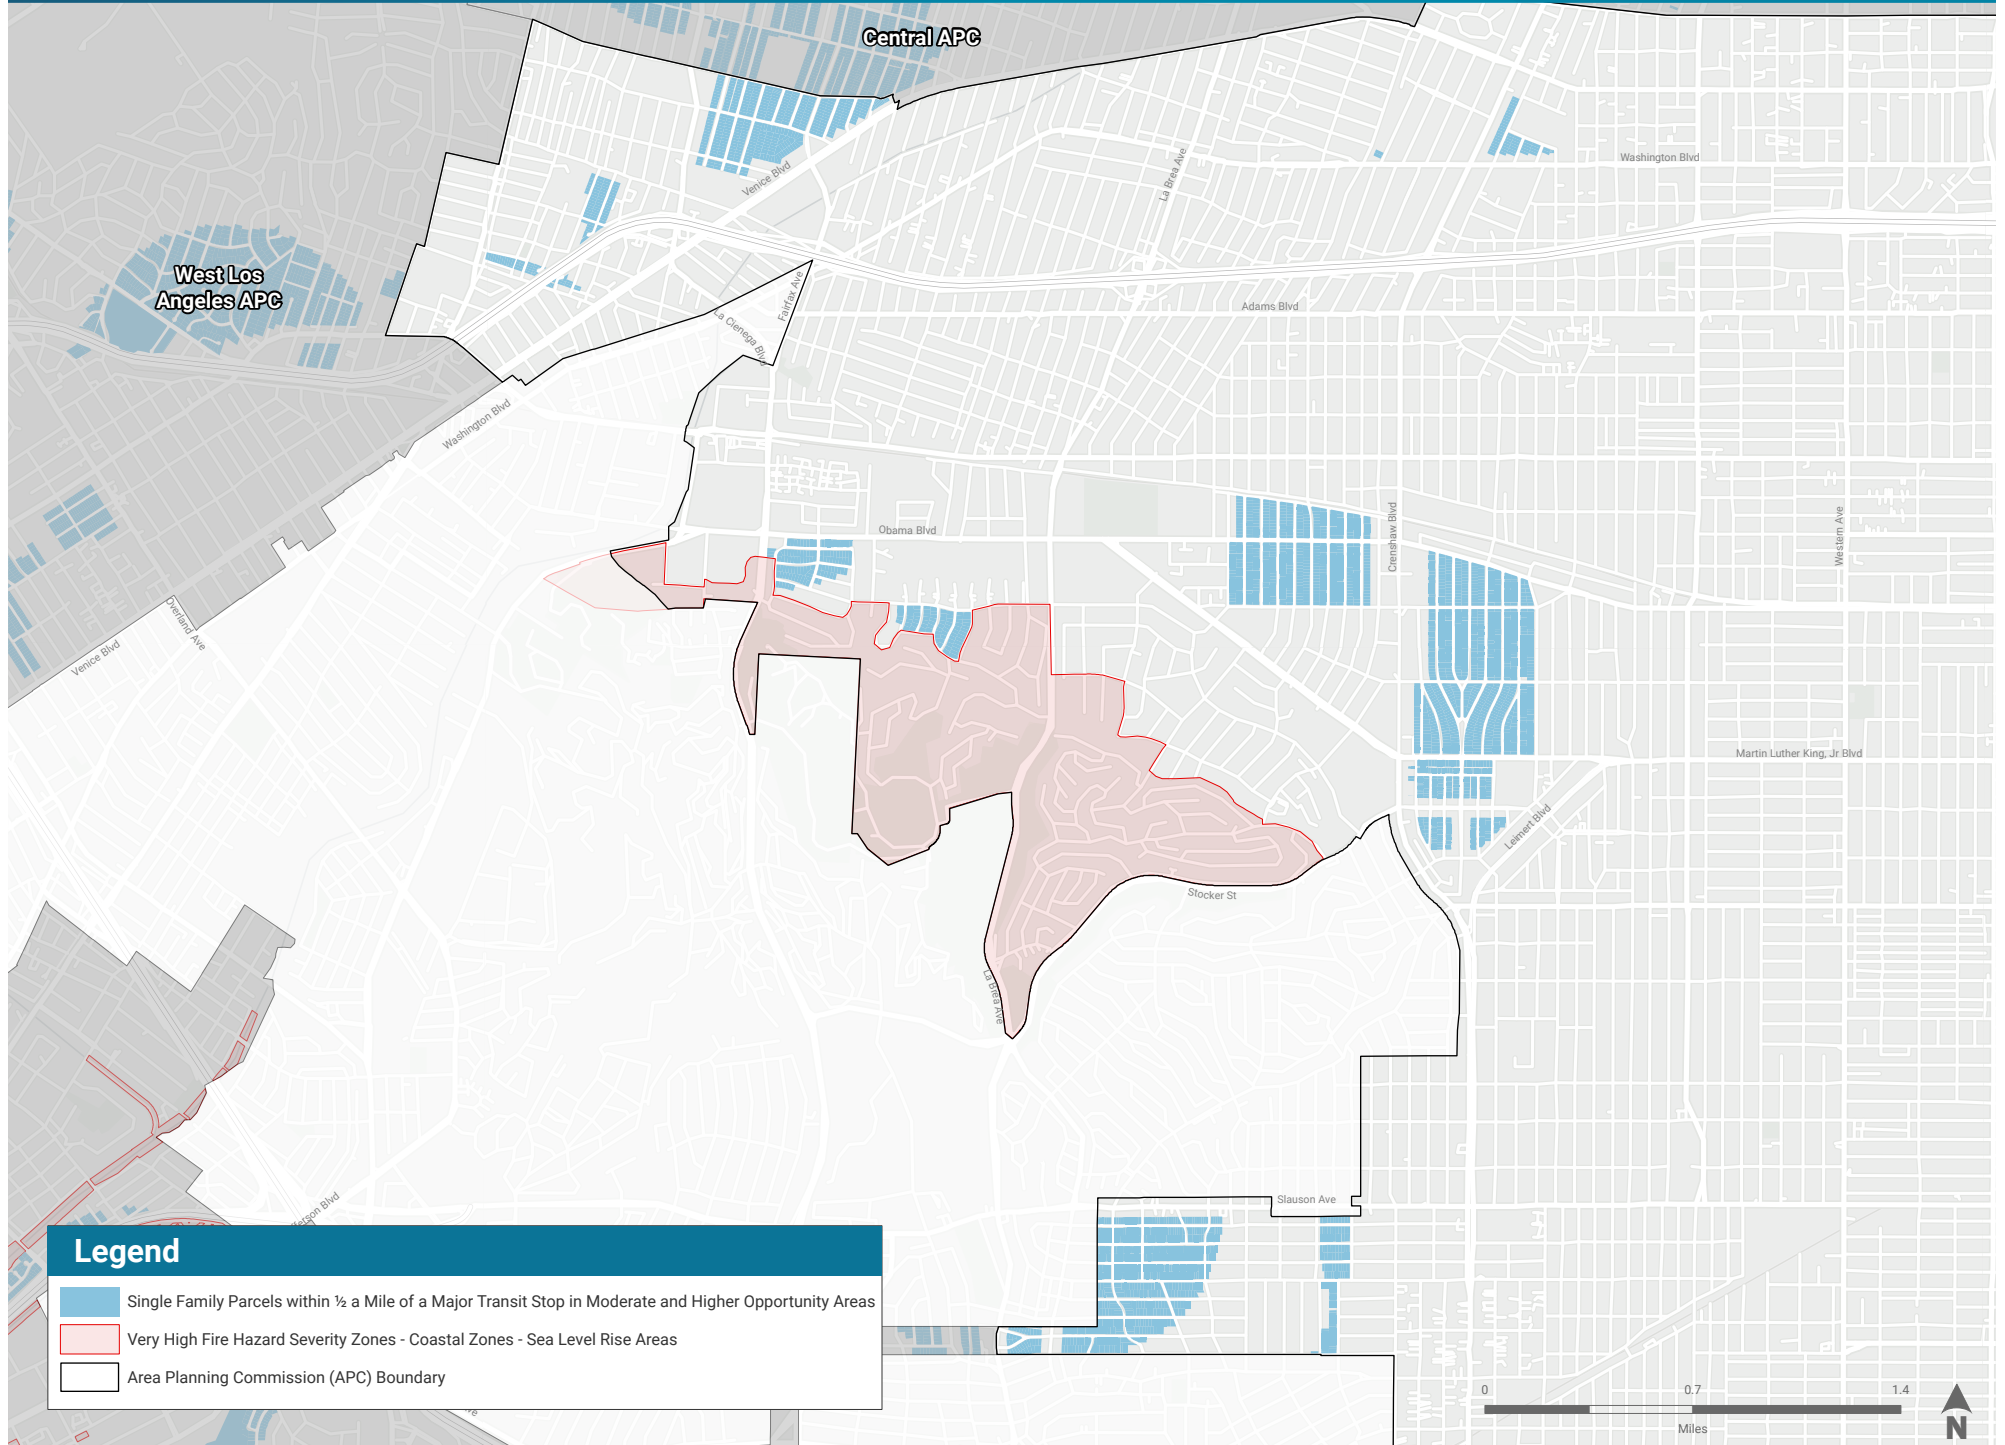 Central APC
Washington Blvd
Venice Blvd
La Brea Ave
West Los
Angeles APC
Fairfax Ave
Adams Blvd
La Cienega Blvd
Washington Blvd
Obama Blvd
Crenshaw Blvd
Western Ave
Overland Ave
Venice Blvd
Martin Luther King, Jr Blvd
Leimert Blvd
Stocker St
La Brea Ave
Slauson Ave
Legend
Single Family Parcels within ½ a Mile of a Major Transit Stop in Moderate and Higher Opportunity Areas
Very High Fire Hazard Severity Zones - Coastal Zones - Sea Level Rise Areas
Area Planning Commission (APC) Boundary
0 0.7 1.4
Miles
N